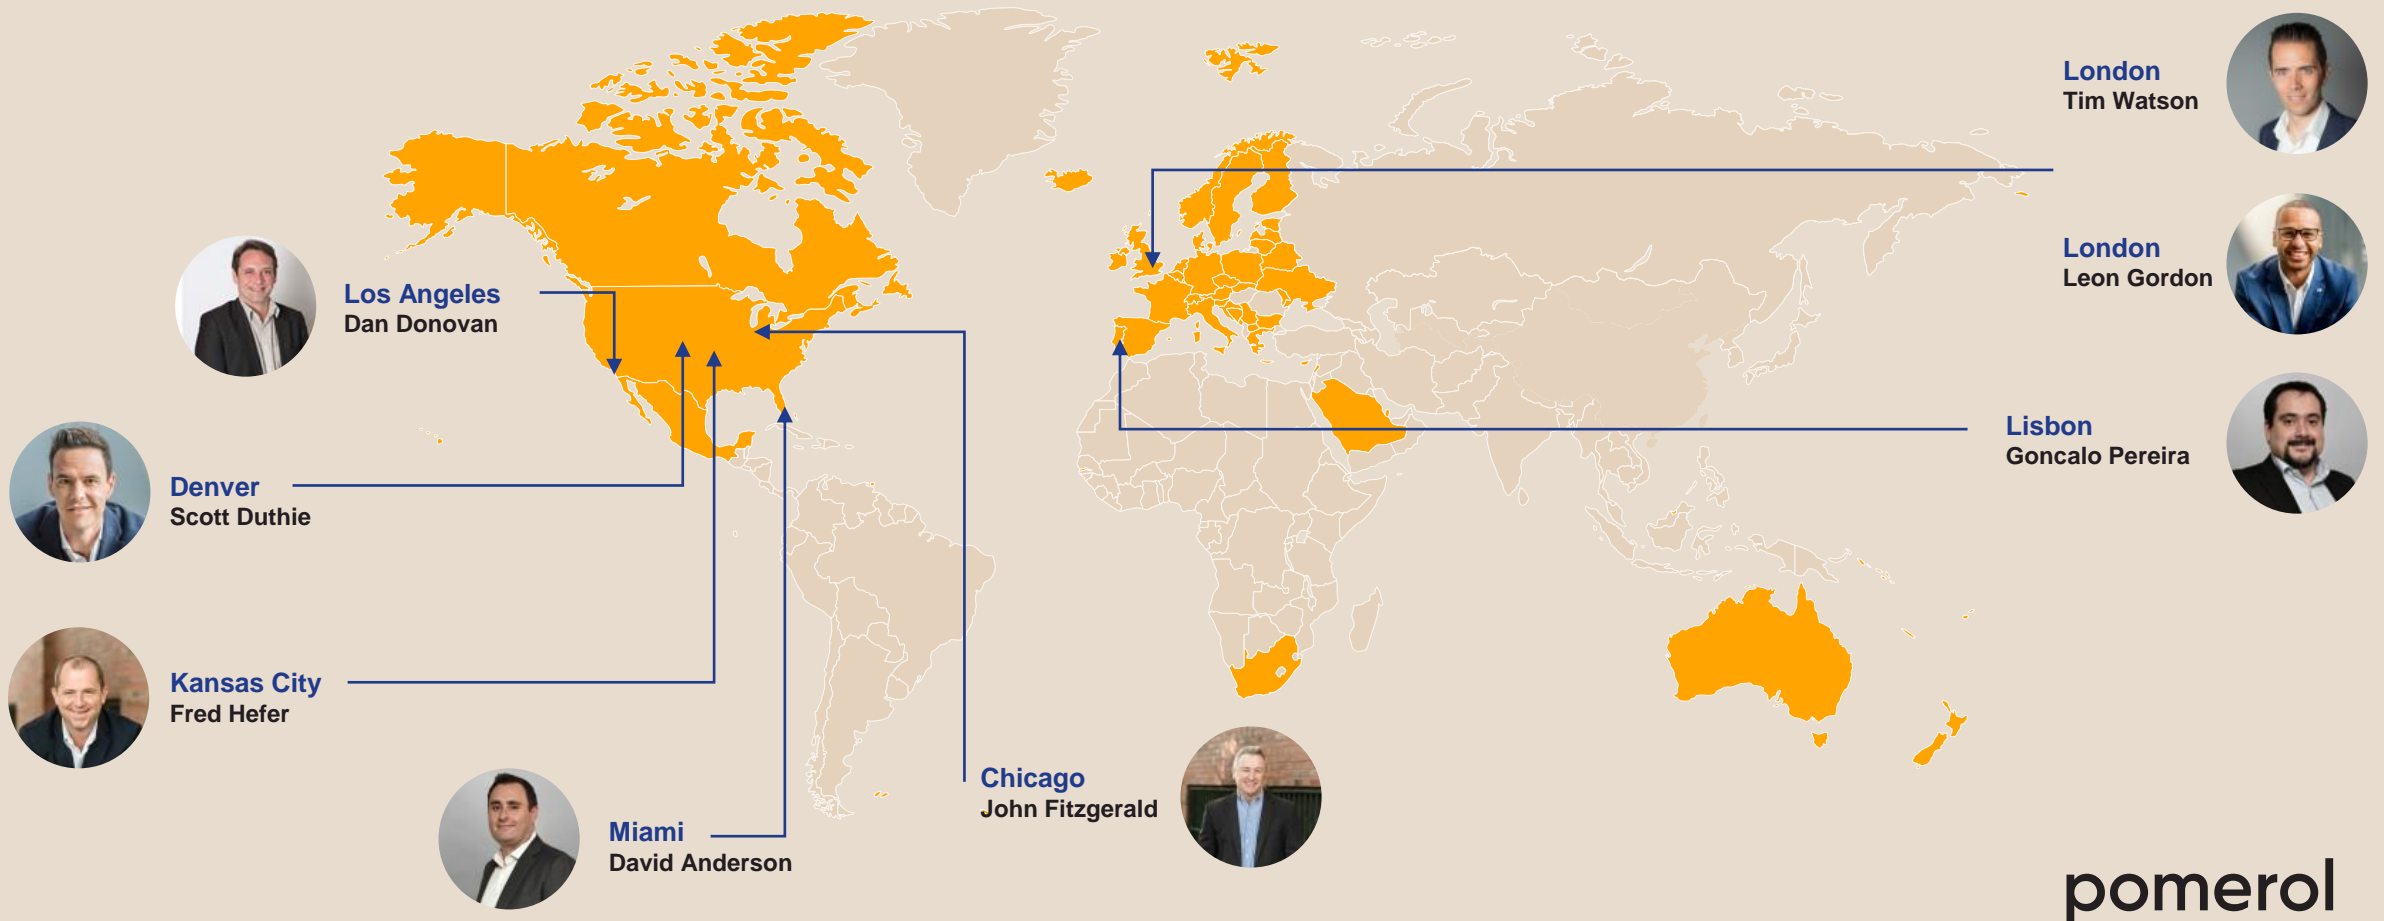 London
Tim Watson
London
Leon Gordon
Los Angeles
Dan Donovan
Lisbon
Goncalo Pereira
Denver
Scott Duthie
Kansas City
Fred Hefer
Chicago
John Fitzgerald
Miami
David Anderson
pomerol